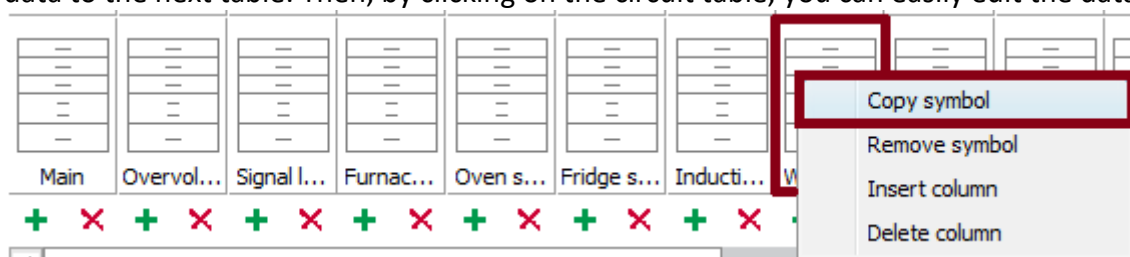 data to the next table. Then, by clicking on the circuit table, you can easily edit the data
Main Overvol... Signal l... Furnac... Oven s... Fridge s... Inducti... W
Copy symbol
Remove symbol
Insert column
Delete column